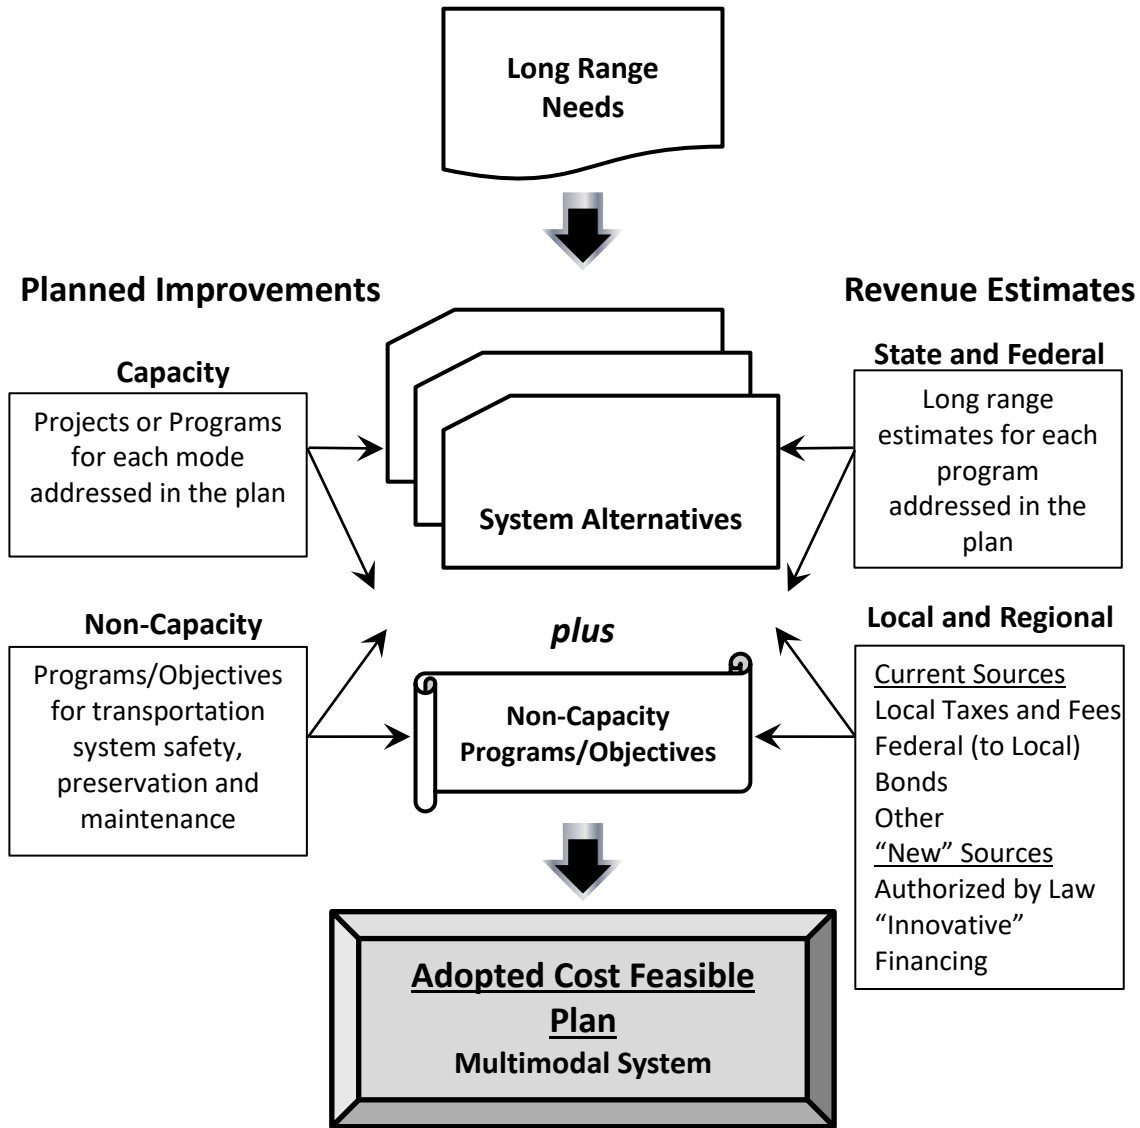 Long Range
Needs
Planned Improvements
Revenue Estimates
Capacity
Projects or Programs
for each mode
addressed in the plan
State and Federal
Long range
estimates for each
program
addressed in the
plan
System Alternatives
plus
Non-Capacity
Programs/Objectives
for transportation
system safety,
preservation and
maintenance
Non-Capacity
Programs/Objectives
Local and Regional
Current Sources
Local Taxes and Fees
Federal (to Local)
Bonds
Other
“New” Sources
Authorized by Law
“Innovative”
Financing
Adopted Cost Feasible
Plan
Multimodal System